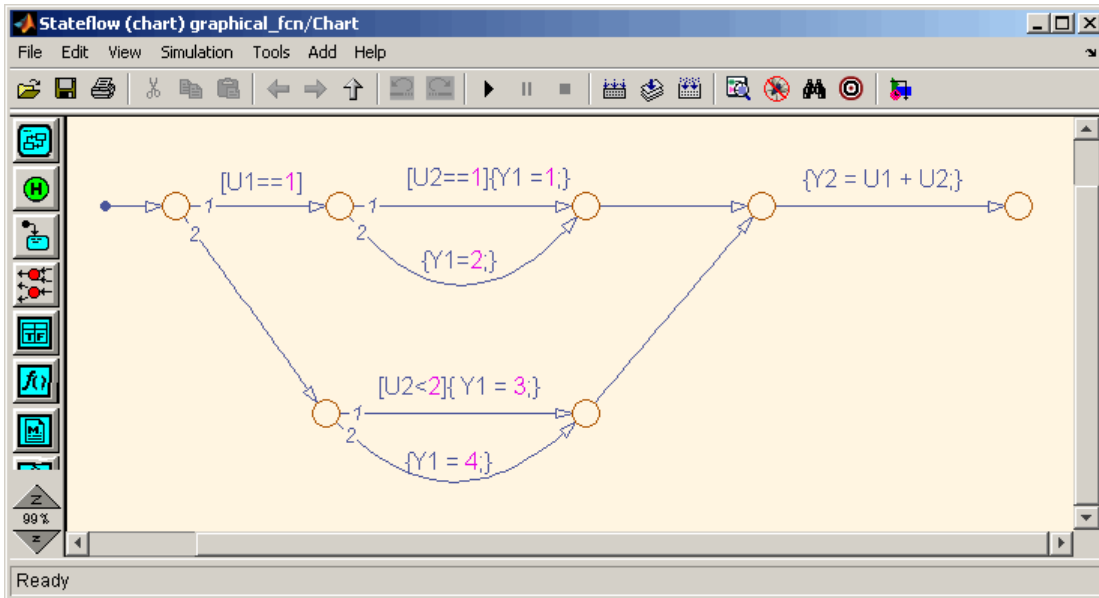 Stateflow (chart) graphical_fcn/Chart
File Edit View Simulation Tools Add Help
[U1==1]
[U2==1]{Y1 =1;}
{Y2 = U1 + U2;}
1
1
2
2
{Y1=2;}
[U2<2]{ Y1 = 3;}
1
2
{Y1 = 4;}
H
TF
f()
M
Z
99%
Z
Ready